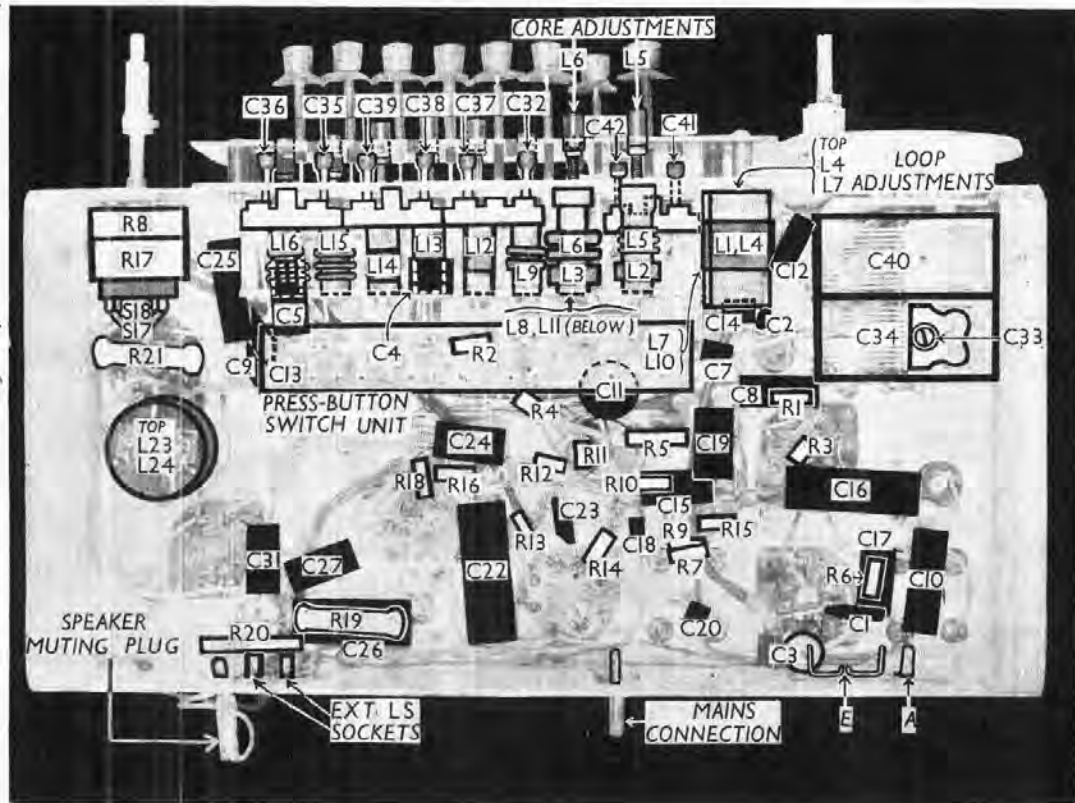 CORE ADJUSTMENTS
L6 L5
C36 C35 C39 C38 C37 C32 C42 C41
TOP
L4
L7
LOOP
ADJUSTMENTS
R8
R17
S18
S17
R21
C25
L16 L15 L14 L13 L12 L9 L6 L3 L5 L2
L1, L4
C12
C40
C34
C33
C5
C4
L8, L11 (BELOW)
L7
L10
C14 C2
C9
C13
R2
C11
C7
PRESS-BUTTON
SWITCH UNIT
C8
R1
R4
TOP
L23
L24
C24
R5
C19
R3
R11
R12
R18
R16
R10
C15
C16
C23
R13
C18
R9
R15
R14
R7
C22
C31
C27
C17
R6
C10
C1
R20
R19
C26
C20
C3
SPEAKER
MUTING PLUG
EXT. LS
SOCKETS
MAINS
CONNECTION
E
A